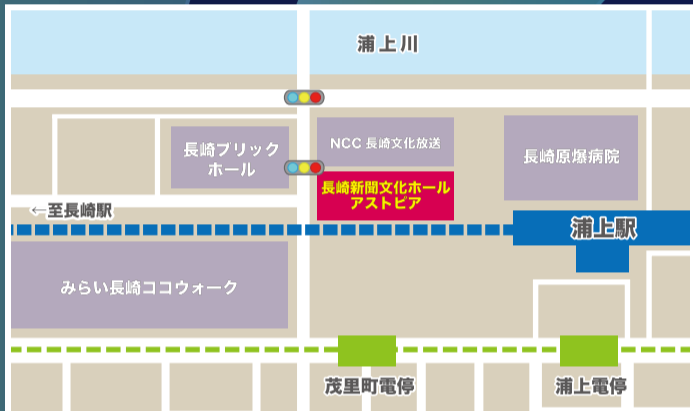 浦上川
長崎ブリック
ホール
NCC 長崎文化放送
長崎原爆病院
長崎新聞文化ホール
アストピア
←至長崎駅
浦上駅
みらい長崎ココウォーク
茂里町電停
浦上電停